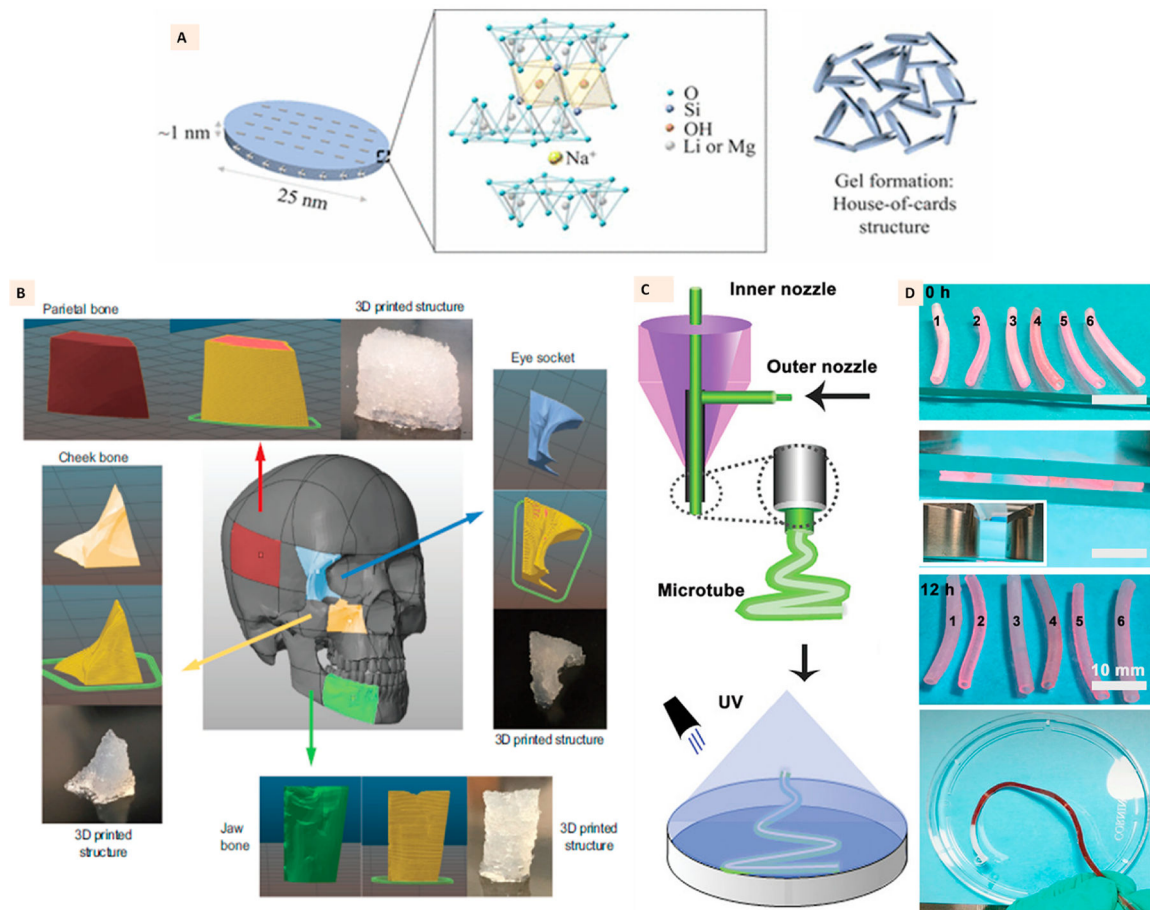 A
~1 nm
25 nm
O
Si
OH
Li or Mg
Na⁺
Gel formation:
House-of-cards
structure
B
Parietal bone
3D printed structure
Eye socket
Cheek bone
3D printed structure
3D printed
structure
Jaw
bone
3D printed
structure
C
Inner nozzle
Outer nozzle
Microtube
UV
D
0 h
1
2
3
4
5
6
12 h
1
2
3
4
5
6
10 mm